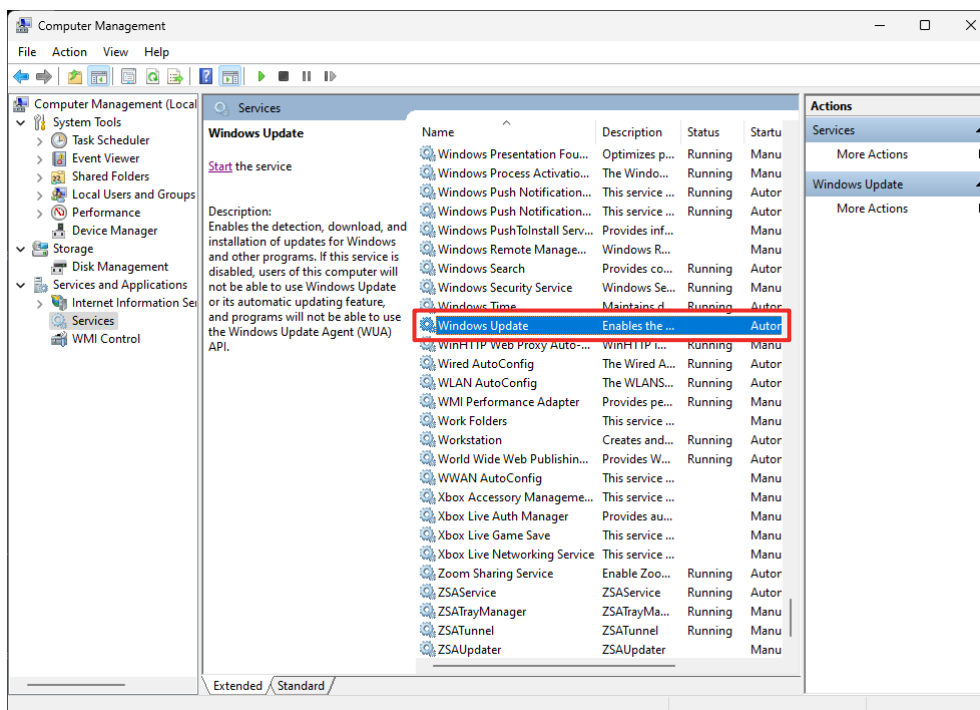 Computer Management
File Action View Help
Computer Management (Local
System Tools
Task Scheduler
Event Viewer
Shared Folders
Local Users and Groups
Performance
Device Manager
Storage
Disk Management
Services and Applications
Internet Information Se
Services
WMI Control
Services
Windows Update
Start the service
Description:
Enables the detection, download, and
installation of updates for Windows
and other programs. If this service is
disabled, users of this computer will
not be able to use Windows Update
or its automatic updating feature,
and programs will not be able to use
the Windows Update Agent (WUA)
API.
Name Description Status Startu
Windows Presentation Fou... Optimizes p... Running Manu
Windows Process Activatio... The Windo... Running Manu
Windows Push Notification... This service ... Running Autor
Windows Push Notification... This service ... Running Autor
Windows PushToInstall Serv... Provides inf... Manu
Windows Remote Manage... Windows R... Manu
Windows Search Provides co... Running Autor
Windows Security Service Windows Se... Running Manu
Windows Time Maintains d... Running Autor
Windows Update Enables the ... Autor
WinHTTP Web Proxy Auto-... WinHTTP i... Running Manu
Wired AutoConfig The Wired A... Running Autor
WLAN AutoConfig The WLANS... Running Autor
WMI Performance Adapter Provides pe... Running Manu
Work Folders This service ... Manu
Workstation Creates and... Running Autor
World Wide Web Publishin... Provides W... Running Autor
WWAN AutoConfig This service ... Manu
Xbox Accessory Manageme... This service ... Manu
Xbox Live Auth Manager Provides au... Manu
Xbox Live Game Save This service ... Manu
Xbox Live Networking Service This service ... Manu
Zoom Sharing Service Enable Zoo... Running Autor
ZSAService ZSAService Running Autor
ZSATrayManager ZSATrayMa... Running Manu
ZSATunnel ZSATunnel Running Manu
ZSAUpdater ZSAUpdater Manu
Extended Standard
Actions
Services
More Actions
Windows Update
More Actions